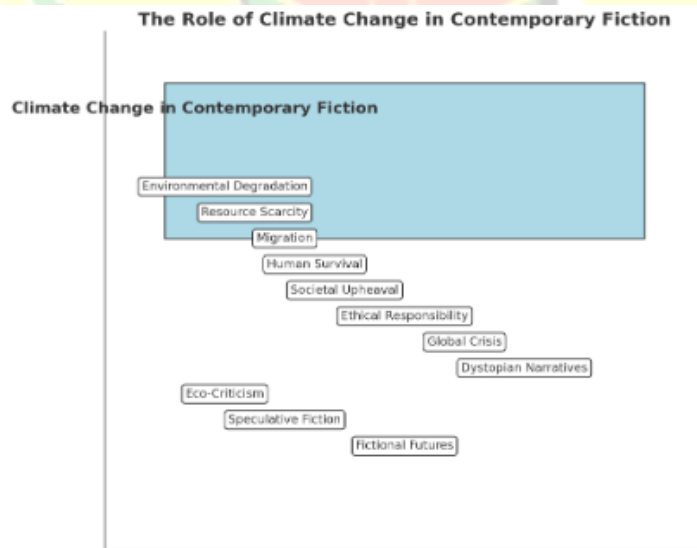 The Role of Climate Change in Contemporary Fiction
Climate Change in Contemporary Fiction
Environmental Degradation
Resource Scarcity
Migration
Human Survival
Societal Upheaval
Ethical Responsibility
Global Crisis
Dystopian Narratives
Eco-Criticism
Speculative Fiction
Fictional Futures